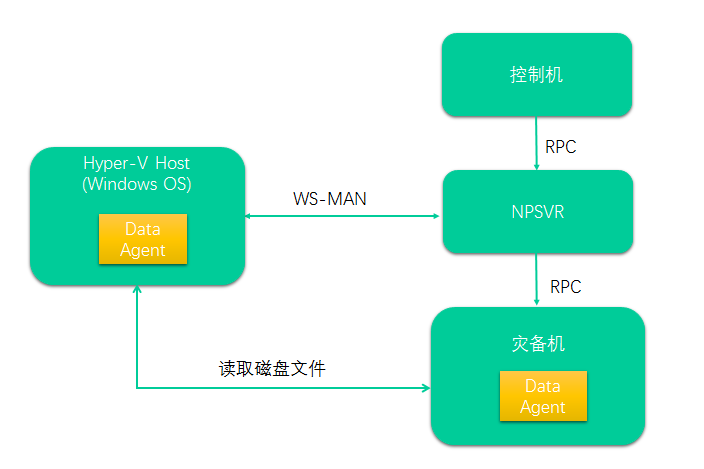 控制机
RPC
Hyper-V Host
(Windows OS)
Data
Agent
WS-MAN
NPSVR
RPC
灾备机
读取磁盘文件
Data
Agent